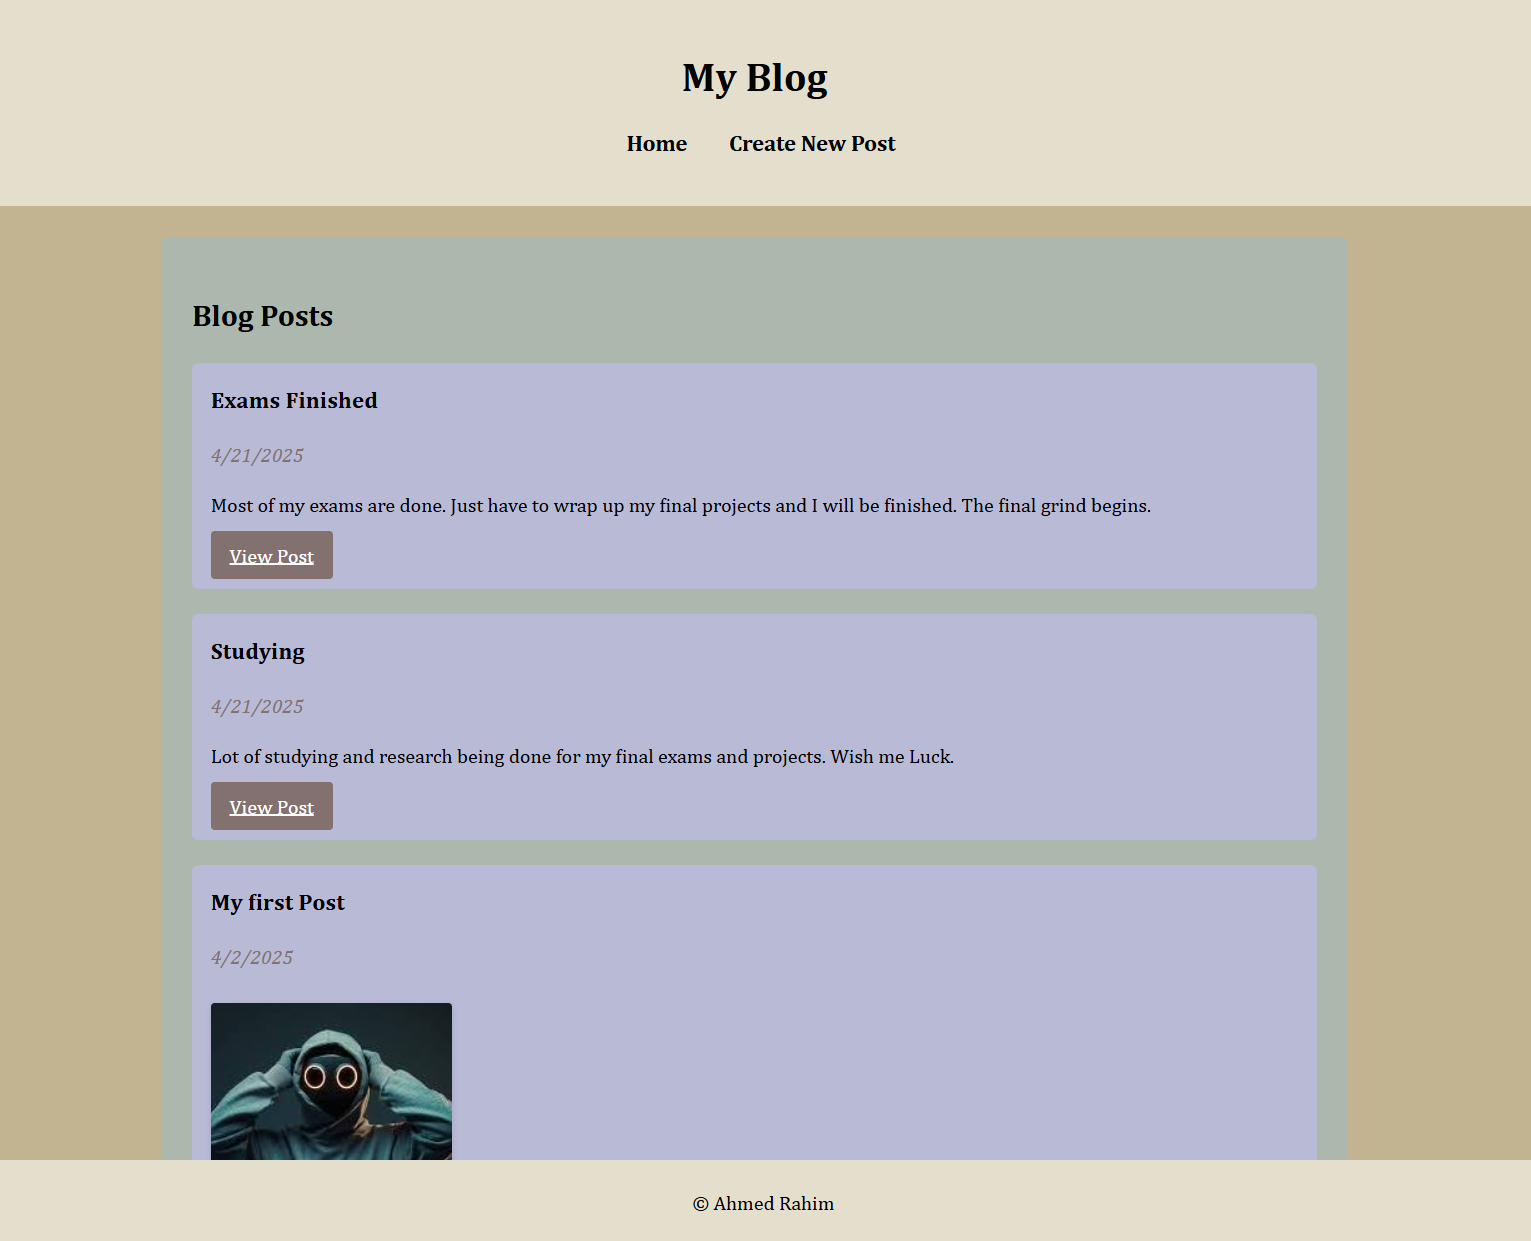 My Blog
Home Create New Post
Blog Posts
Exams Finished
4/21/2025
Most of my exams are done. Just have to wrap up my final projects and I will be finished. The final grind begins.
View Post
Studying
4/21/2025
Lot of studying and research being done for my final exams and projects. Wish me Luck.
View Post
My first Post
4/2/2025
© Ahmed Rahim